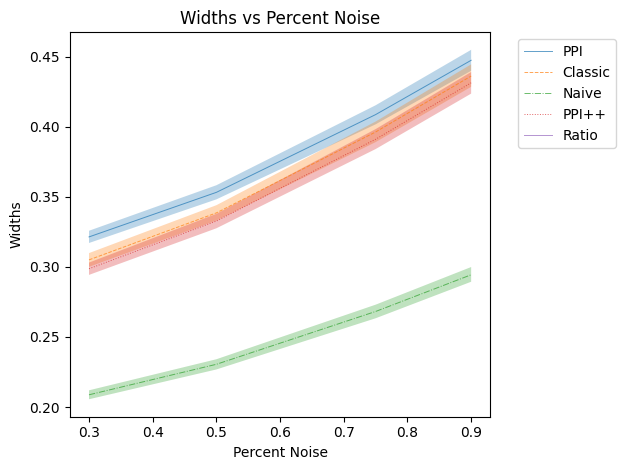 Widths vs Percent Noise
Widths
0.45
0.40
0.35
0.30
0.25
0.20
0.3 0.4 0.5 0.6 0.7 0.8 0.9
Percent Noise
PPI
Classic
Naive
PPI++
Ratio